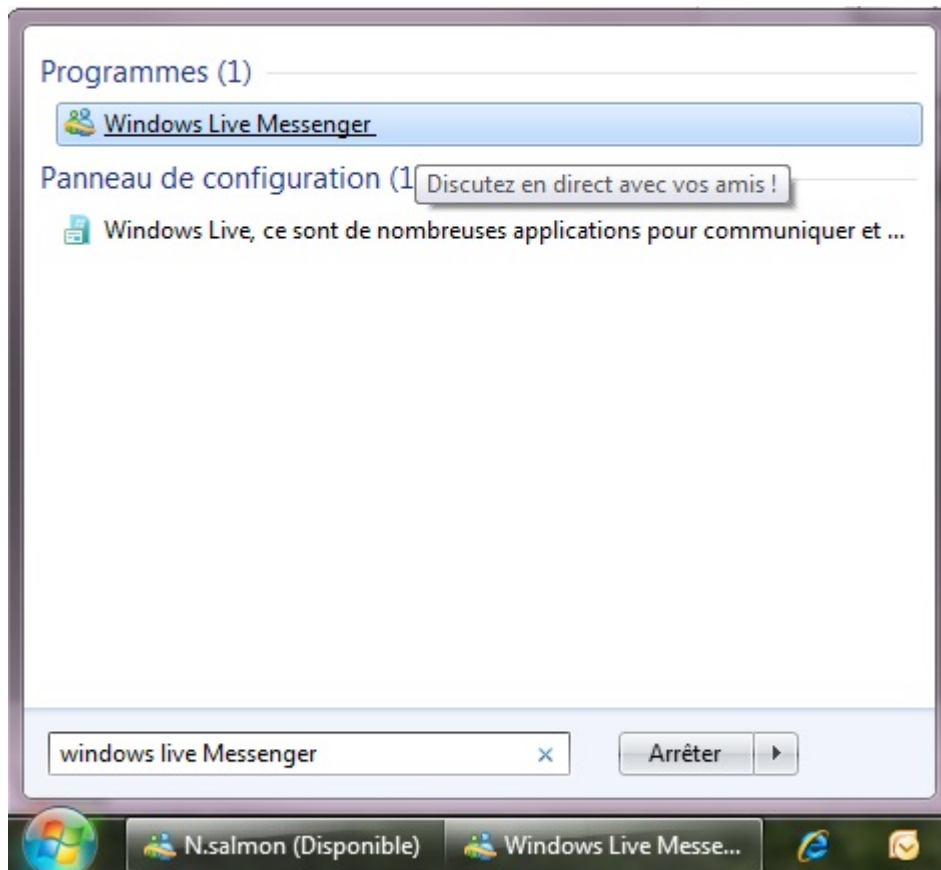 Programmes (1)
Windows Live Messenger
Panneau de configuration (1
Discutez en direct avec vos amis !
Windows Live, ce sont de nombreuses applications pour communiquer et ...
windows live Messenger
Arrêter
N.salmon (Disponible)
Windows Live Messe...